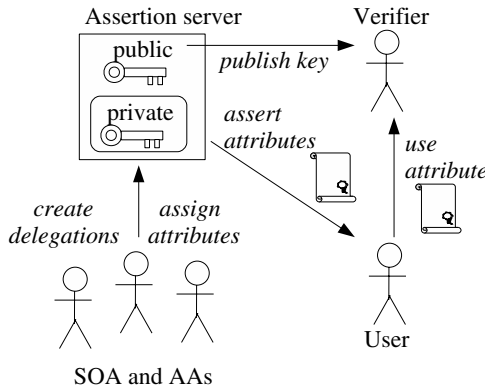 Assertion server
Verifier
public
publish key
private
assert
attributes
use
attribute
create
delegations
assign
attributes
User
SOA and AAs